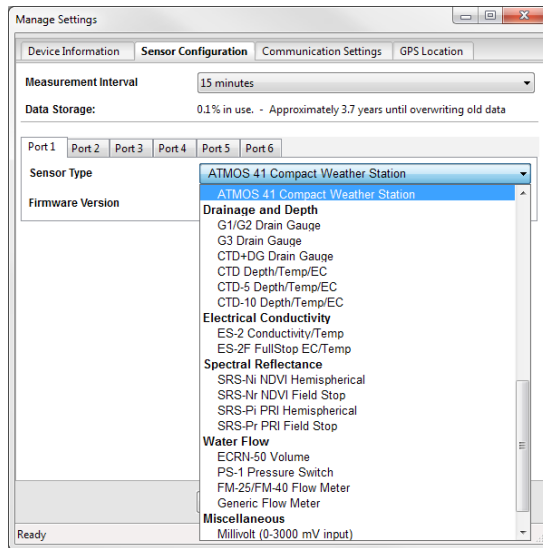 Manage Settings
Device Information Sensor Configuration Communication Settings GPS Location
Measurement Interval 15 minutes
Data Storage: 0.1% in use. - Approximately 3.7 years until overwriting old data
Port 1 Port 2 Port 3 Port 4 Port 5 Port 6
Sensor Type ATMOS 41 Compact Weather Station
ATMOS 41 Compact Weather Station
Firmware Version
Drainage and Depth
G1/G2 Drain Gauge
G3 Drain Gauge
CTD+DG Drain Gauge
CTD Depth/Temp/EC
CTD-5 Depth/Temp/EC
CTD-10 Depth/Temp/EC
Electrical Conductivity
ES-2 Conductivity/Temp
ES-2F FullStop EC/Temp
Spectral Reflectance
SRS-Ni NDVI Hemispherical
SRS-Nr NDVI Field Stop
SRS-Pi PRI Hemispherical
SRS-Pr PRI Field Stop
Water Flow
ECRN-50 Volume
PS-1 Pressure Switch
FM-25/FM-40 Flow Meter
Generic Flow Meter
Miscellaneous
Millivolt (0-3000 mV input)
Ready